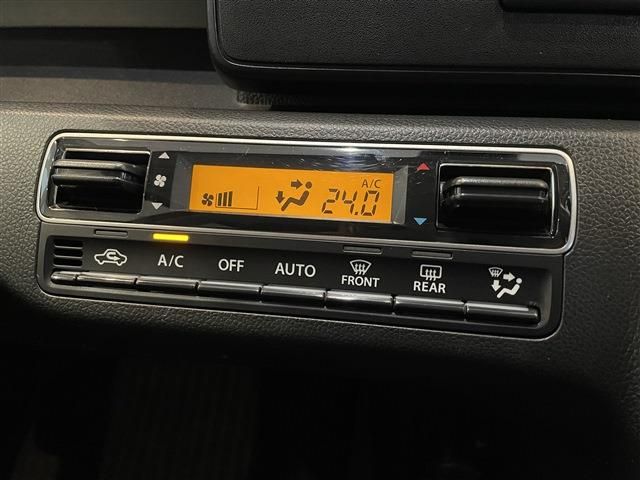 A/C
24.0
A/C
OFF
AUTO
FRONT
REAR